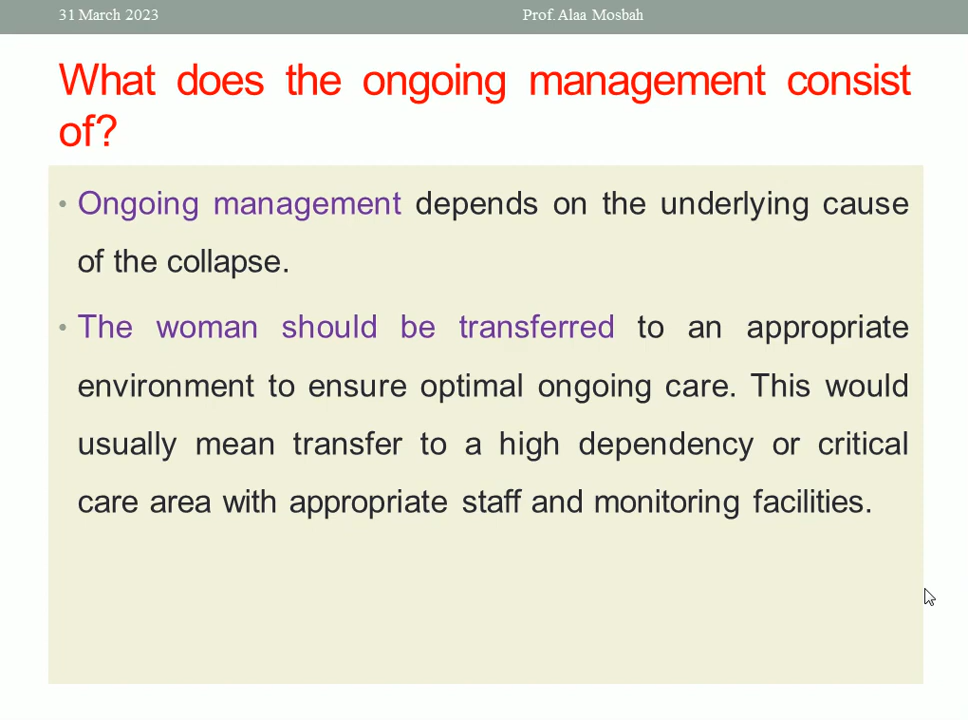 31 March 2023
Prof. Alaa Mosbah
What does the ongoing management consist
of?
• Ongoing management depends on the underlying cause
of the collapse.
• The woman should be transferred to an appropriate
environment to ensure optimal ongoing care. This would
usually mean transfer to a high dependency or critical
care area with appropriate staff and monitoring facilities.